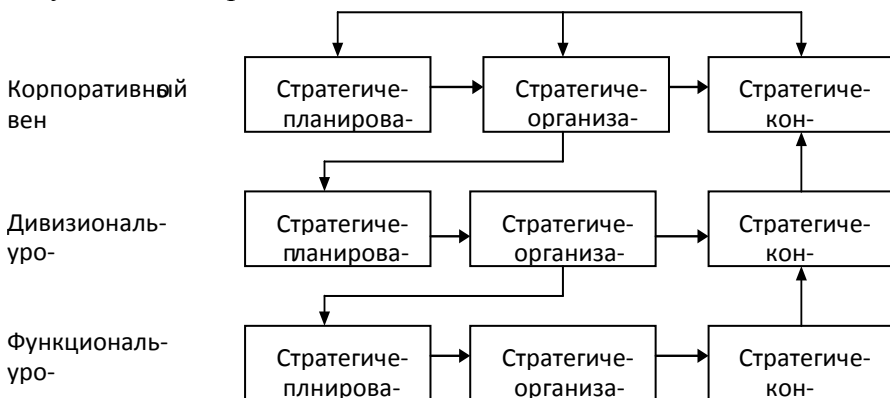 Корпоративный
вен
Стратегиче-
планирова-
Стратегиче-
организа-
Стратегиче-
кон-
Дивизиональ-
уро-
Стратегиче-
планирова-
Стратегиче-
организа-
Стратегиче-
кон-
Функциональ-
уро-
Стратегиче-
плнирова-
Стратегиче-
организа-
Стратегиче-
кон-